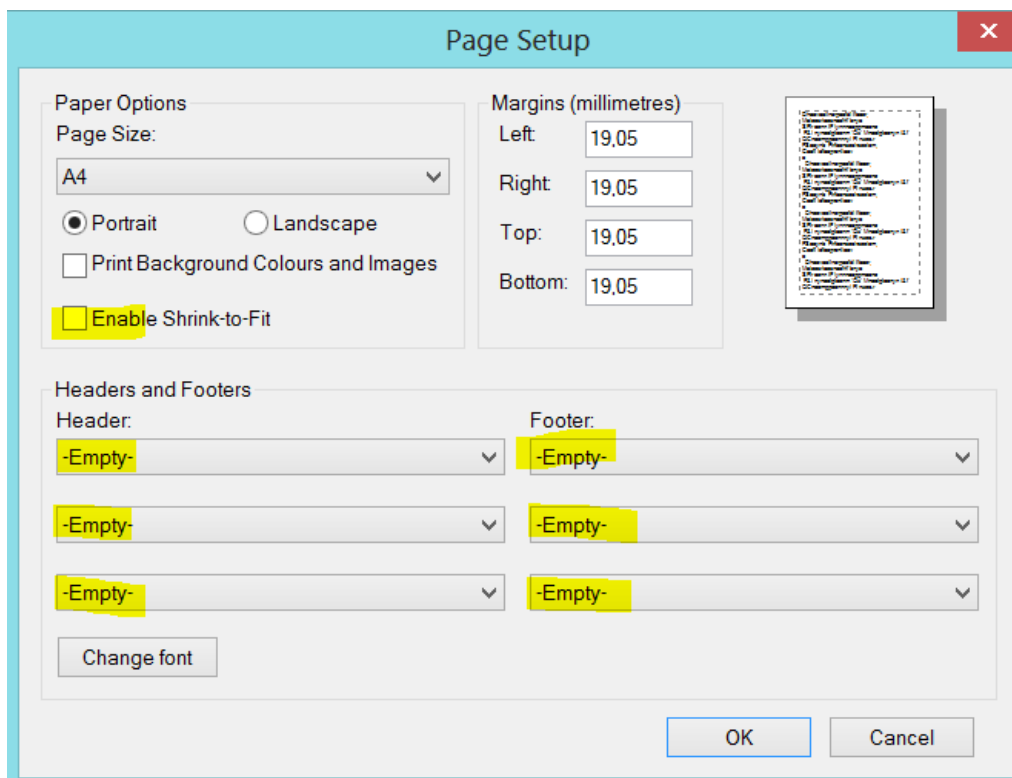 Page Setup
Paper Options
Page Size:
A4
Portrait
Landscape
Print Background Colours and Images
Enable Shrink-to-Fit
Margins (millimetres)
Left:
19,05
Right:
19,05
Top:
19,05
Bottom:
19,05
Headers and Footers
Header:
Footer:
-Empty-
-Empty-
-Empty-
-Empty-
-Empty-
-Empty-
Change font
OK
Cancel